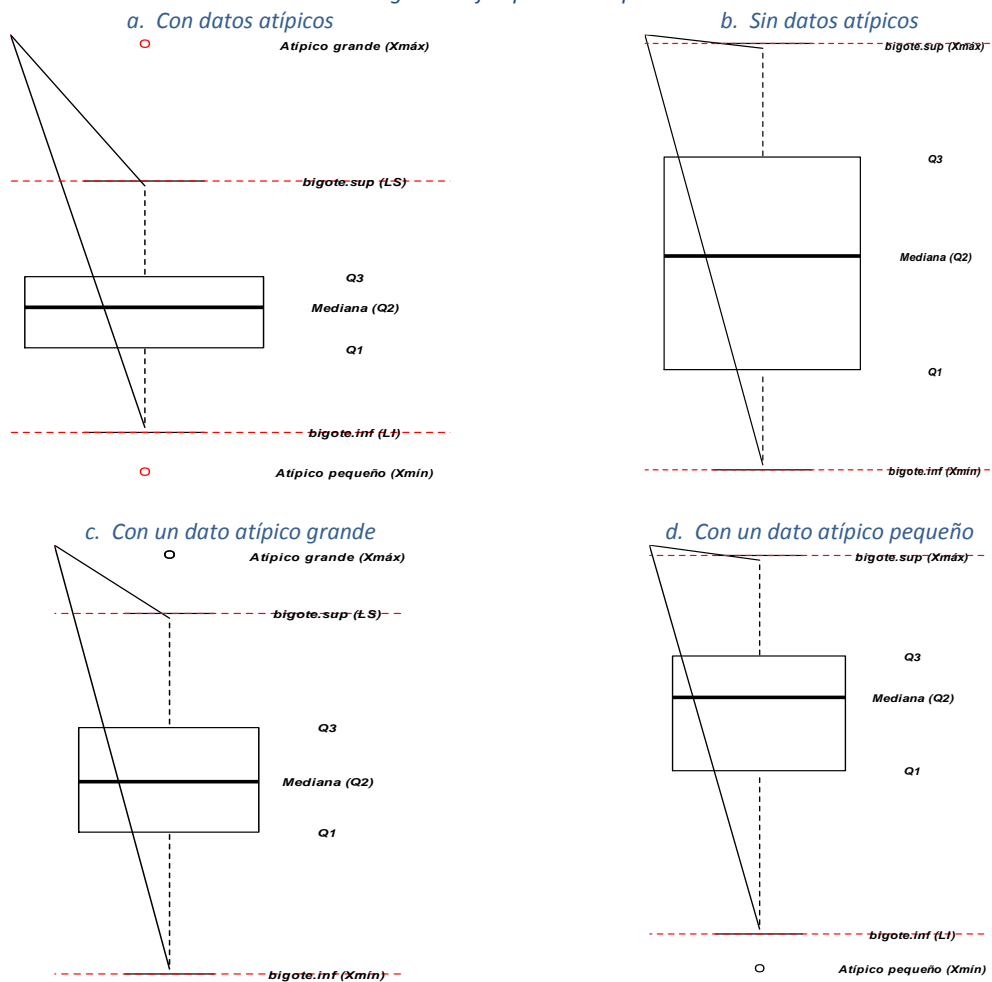 a. Con datos atípicos
Atípico grande (Xmáx)
bigote.sup (LS)
Q3
Mediana (Q2)
Q1
bigote.inf (LI)
Atípico pequeño (Xmín)
b. Sin datos atípicos
bigote.sup (Xmáx)
Q3
Mediana (Q2)
Q1
bigote.inf (Xmín)
c. Con un dato atípico grande
Atípico grande (Xmáx)
bigote.sup (LS)
Q3
Mediana (Q2)
Q1
bigote.inf (Xmín)
d. Con un dato atípico pequeño
bigote.sup (Xmáx)
Q3
Mediana (Q2)
Q1
bigote.inf (LI)
Atípico pequeño (Xmín)